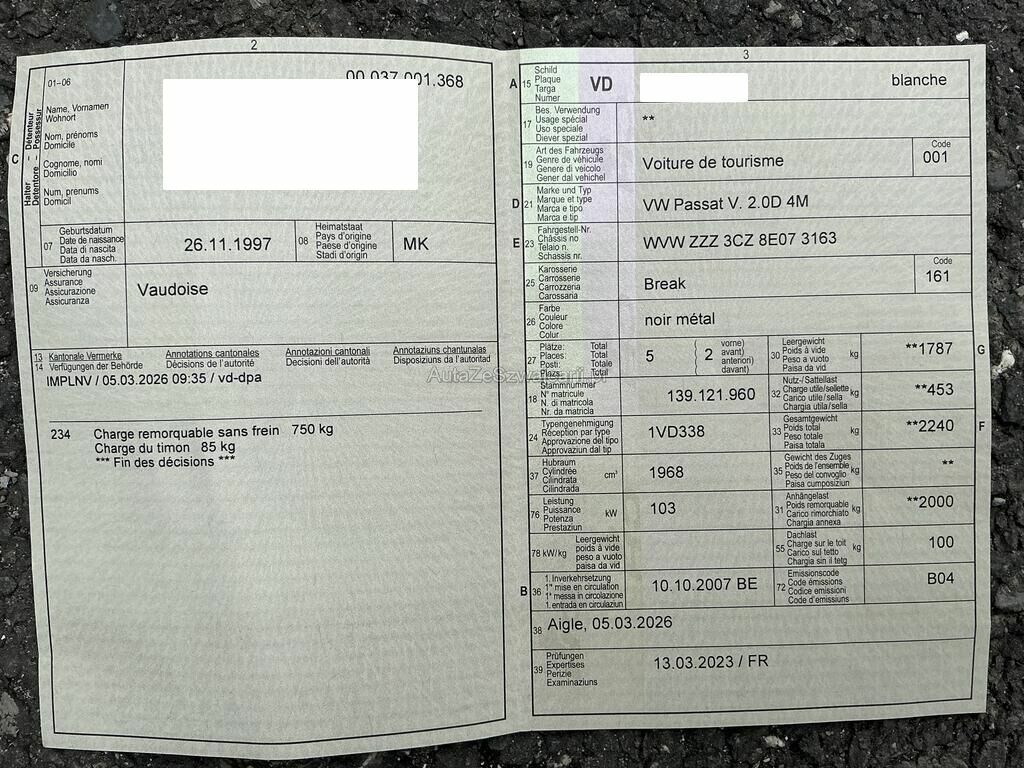 2
01–06
00.037.001.368
Name, Vornamen
Wohnort
Nom, prénoms
Domicile
Cognome, nomi
Domicilio
Num, prenums
Domicil
C
Halter – Détenteur
Detentore – Possessur
07
Geburtsdatum
Date de naissance
Data di nascita
Data da nasch.
26.11.1997
08
Heimatstaat
Pays d'origine
Paese d'origine
Stadi d'origin
MK
09
Versicherung
Assurance
Assicurazione
Assicuranza
Vaudoise
13
14
Kantonale Vermerke
Verfügungen der Behörde
Annotations cantonales
Décisions de l'autorité
Annotazioni cantonali
Decisioni dell'autorità
Annotaziuns chantunalas
Disposiziuns da l'autoritad
IMPLNV / 05.03.2026 09:35 / vd-dpa
234 Charge remorquable sans frein 750 kg
Charge du timon 85 kg
*** Fin des décisions ***
3
A
15
Schild
Plaque
Targa
Numer
VD
blanche
17
Bes. Verwendung
Usage spécial
Uso speciale
Diever spezial
**
19
Art des Fahrzeugs
Genre de véhicule
Genere di veicolo
Gener dal vehichel
Voiture de tourisme
Code
001
D
21
Marke und Typ
Marque et type
Marca e tipo
Marca e tip
VW Passat V. 2.0D 4M
E
23
Fahrgestell-Nr.
Châssis no
Telaio n.
Schassis nr.
WVW ZZZ 3CZ 8E07 3163
25
Karosserie
Carrosserie
Carrozzeria
Carossaria
Break
Code
161
26
Farbe
Couleur
Colore
Colur
noir métal
27
Plätze: Total
Places: Total
Posti: Totale
Plazs: Total
5
( 2
vorne)
avant)
anteriori)
davant)
30
Leergewicht
Poids à vide
Peso a vuoto
Paisa da vid
kg
**1787
G
18
Stammnummer
N° matricule
N. di matricola
Nr. da matricla
139.121.960
32
Nutz-/Sattellast
Charge utile/sellette
Carico utile/sella
Chargia utila/sella
kg
**453
24
Typengenehmigung
Réception par type
Approvazione del tipo
Approvaziun dal tip
1VD338
33
Gesamtgewicht
Poids total
Peso totale
Paisa totala
kg
**2240
F
37
Hubraum
Cylindrée
Cilindrata
Cilindrada
cm³
1968
35
Gewicht des Zuges
Poids de l'ensemble
Peso del convoglio
Paisa cumposiziun
kg
**
76
Leistung
Puissance
Potenza
Prestaziun
kW
103
31
Anhängelast
Poids remorquable
Carico rimorchiato
Chargia annexa
kg
**2000
78 kW/kg
Leergewicht
poids à vide
peso a vuoto
paisa da vid
55
Dachlast
Charge sur le toit
Carico sul tetto
Chargia sin il tetg
kg
100
B
36
1. Inverkehrsetzung
1re mise en circulation
1a messa in circolazione
1. entrada en circulaziun
10.10.2007 BE
72
Emissionscode
Code émissions
Codice emissioni
Code d'emissiuns
B04
38
Aigle, 05.03.2026
39
Prüfungen
Expertises
Perizie
Examinaziuns
13.03.2023 / FR